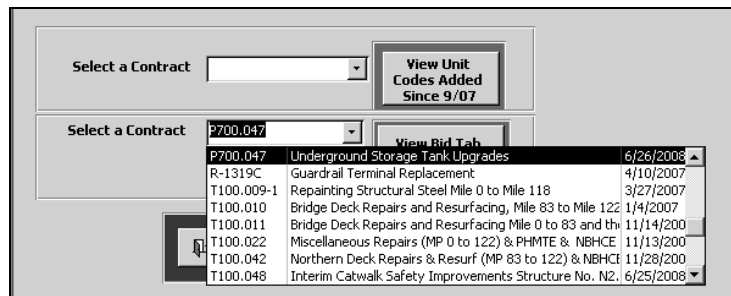 Select a Contract
View Unit
Codes Added
Since 9/07
Select a Contract P700.047
View Bid Tab
P700.047 Underground Storage Tank Upgrades 6/26/2008
R-1319C Guardrail Terminal Replacement 4/10/2007
T100.009-1 Repainting Structural Steel Mile 0 to Mile 118 3/27/2007
T100.010 Bridge Deck Repairs and Resurfacing, Mile 83 to Mile 122 1/4/2007
T100.011 Bridge Deck Repairs and Resurfacing Mile 0 to 83 and the 11/14/200
T100.022 Miscellaneous Repairs (MP 0 to 122) & PHMTE & NBHCE 11/13/200
T100.042 Northern Deck Repairs & Resurf (MP 83 to 122) & NBHCE 11/28/200
T100.048 Interim Catwalk Safety Improvements Structure No. N2. 6/25/2008